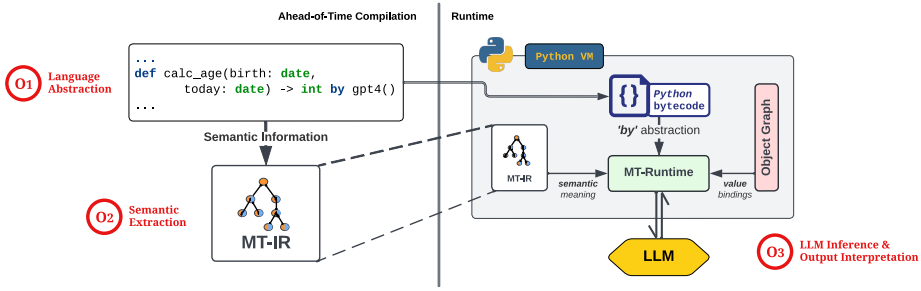 Ahead-of-Time Compilation
Runtime
O1
Language
Abstraction
...
def calc_age(birth: date,
today: date) -> int by gpt4()
...
Semantic Information
O2
Semantic
Extraction
MT-IR
Python VM
{}
Python
bytecode
'by' abstraction
MT-IR
semantic
meaning
MT-Runtime
value
bindings
Object Graph
LLM
O3
LLM Inference &
Output Interpretation